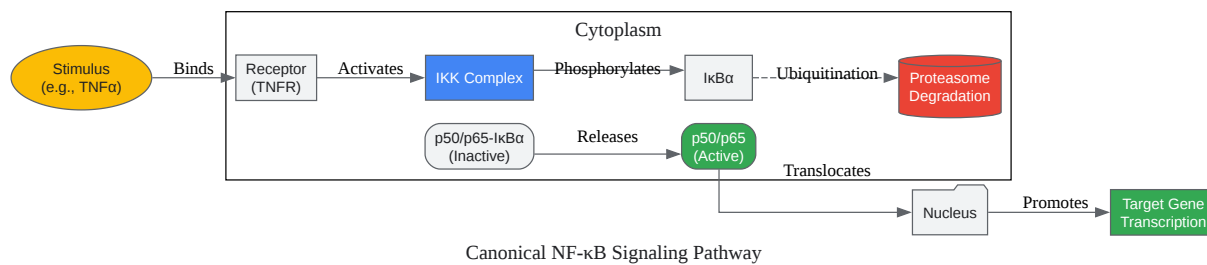 Cytoplasm
Stimulus
(e.g., TNFα)
Binds
Receptor
(TNFR)
Activates
IKK Complex
Phosphorylates
IκBα
Ubiquitination
Proteasome
Degradation
p50/p65-IκBα
(Inactive)
Releases
p50/p65
(Active)
Translocates
Nucleus
Promotes
Target Gene
Transcription
Canonical NF-κB Signaling Pathway